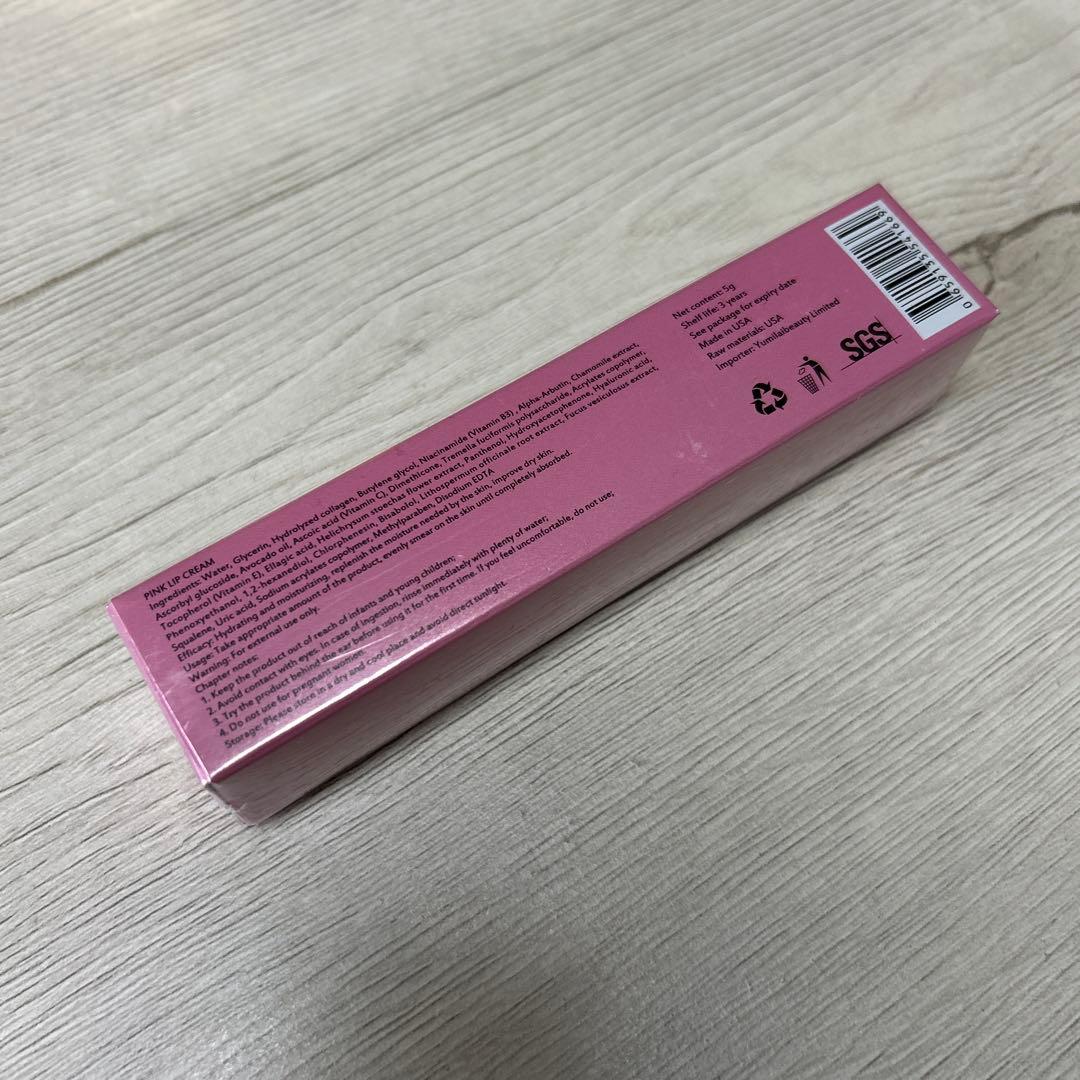 PINK LIP CREAM
Ingredients: Water, Glycerin, Hydrolyzed collagen, Butylene glycol, Niacinamide (Vitamin B3) , Alpha-Arbutin, Chamomile extract,
Ascorbyl glucoside, Avocado oil, Ascoic acid (Vitamin C), Dimethicone, Tremella luciformis polysaccharide, Acrylates copolymer,
Tocopherol (Vitamin E), Ellagic acid, Helichrysum stoechas flower extract, Panthenol, Hydroxyacetophenone, Hyaluronic acid,
Phenoxyethanol, 1,2-hexanediol, Chlorphenesin, Bisabolol, Lithospermum officinale root extract, Fucus vesiculosus extract,
Squalene, Uric acid, Sodium acrylates copolymer, Methylparaben, Disodium EDTA
Efficacy: Hydrating and moisturizing, replenish the moisture needed by the skin, improve dry skin.
Usage: Take appropriate amount of the product, evenly smear on the skin until completely absorbed.
Warning: For external use only.
Chapter notes:
1. Keep the product out of reach of infants and young children;
2. Avoid contact with eyes. In case of ingestion, rinse immediately with plenty of water;
3. Try the product behind the ear before using it for the first time. If you feel uncomfortable, do not use;
4. Do not use for pregnant women.
Storage: Please store in a dry and cool place and avoid direct sunlight.
Net content: 5g
Shelf life: 3 years
See package for expiry date
Made in USA
Raw materials: USA
Importer: Yumilaibeauty Limited
SGS
0659135541669